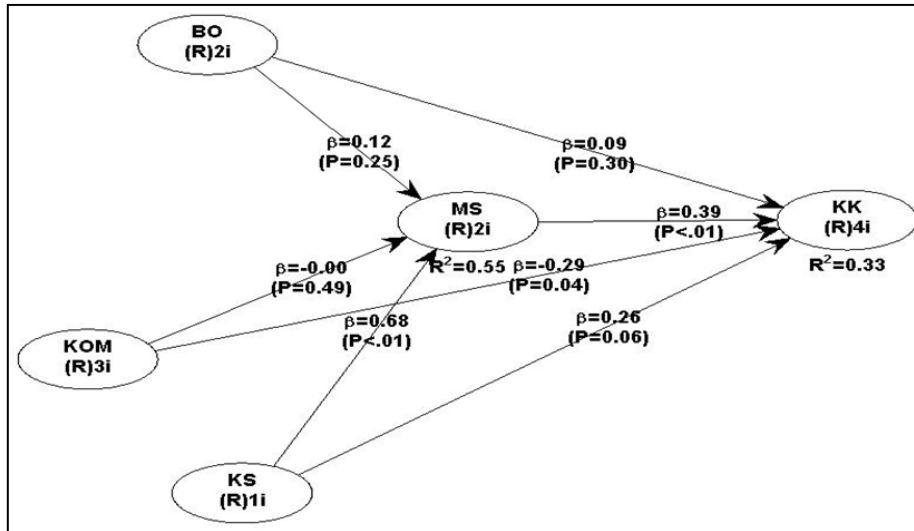 BO
(R)2i
β=0.12
(P=0.25)
β=0.09
(P=0.30)
MS
(R)2i
R²=0.55
β=0.39
(P<.01)
KK
(R)4i
R²=0.33
β=-0.00
(P=0.49)
β=-0.29
(P=0.04)
β=0.68
(P<.01)
β=0.26
(P=0.06)
KOM
(R)3i
KS
(R)1i